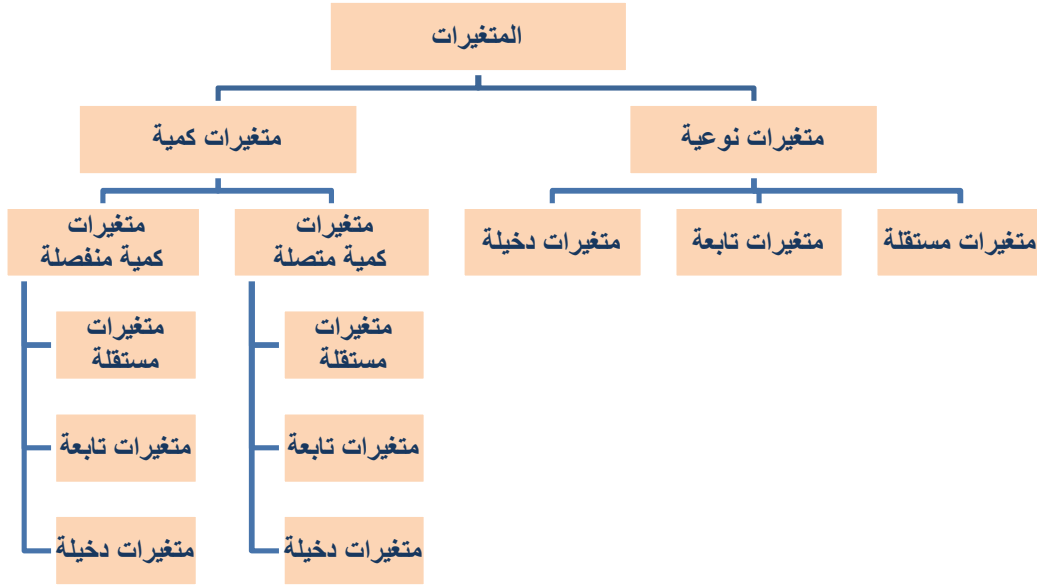 المتغيرات
متغيرات نوعية
متغيرات كمية
متغيرات مستقلة
متغيرات تابعة
متغيرات دخيلة
متغيرات
كمية متصلة
متغيرات
كمية منفصلة
متغيرات
مستقلة
متغيرات
مستقلة
متغيرات تابعة
متغيرات تابعة
متغيرات دخيلة
متغيرات دخيلة